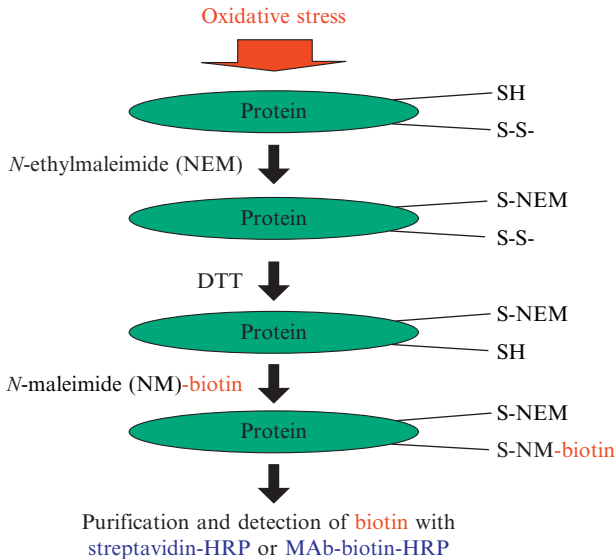 Oxidative stress
Protein
SH
S-S-
N-ethylmaleimide (NEM)
Protein
S-NEM
S-S-
DTT
Protein
S-NEM
SH
N-maleimide (NM)-biotin
Protein
S-NEM
S-NM-biotin
Purification and detection of biotin with
streptavidin-HRP or MAb-biotin-HRP